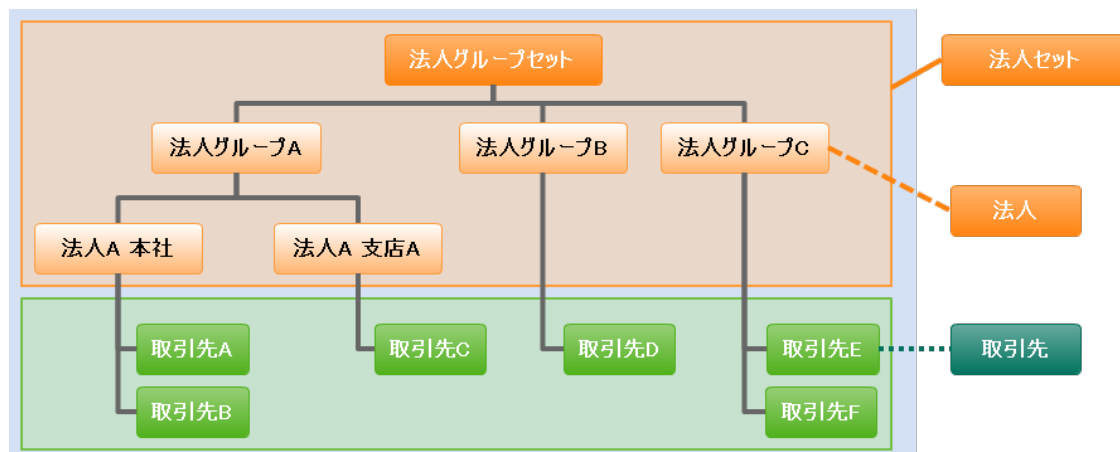 法人グループセット
法人セット
法人グループA
法人グループB
法人グループC
法人
法人A 本社
法人A 支店A
取引先A
取引先C
取引先D
取引先E
取引先
取引先B
取引先F